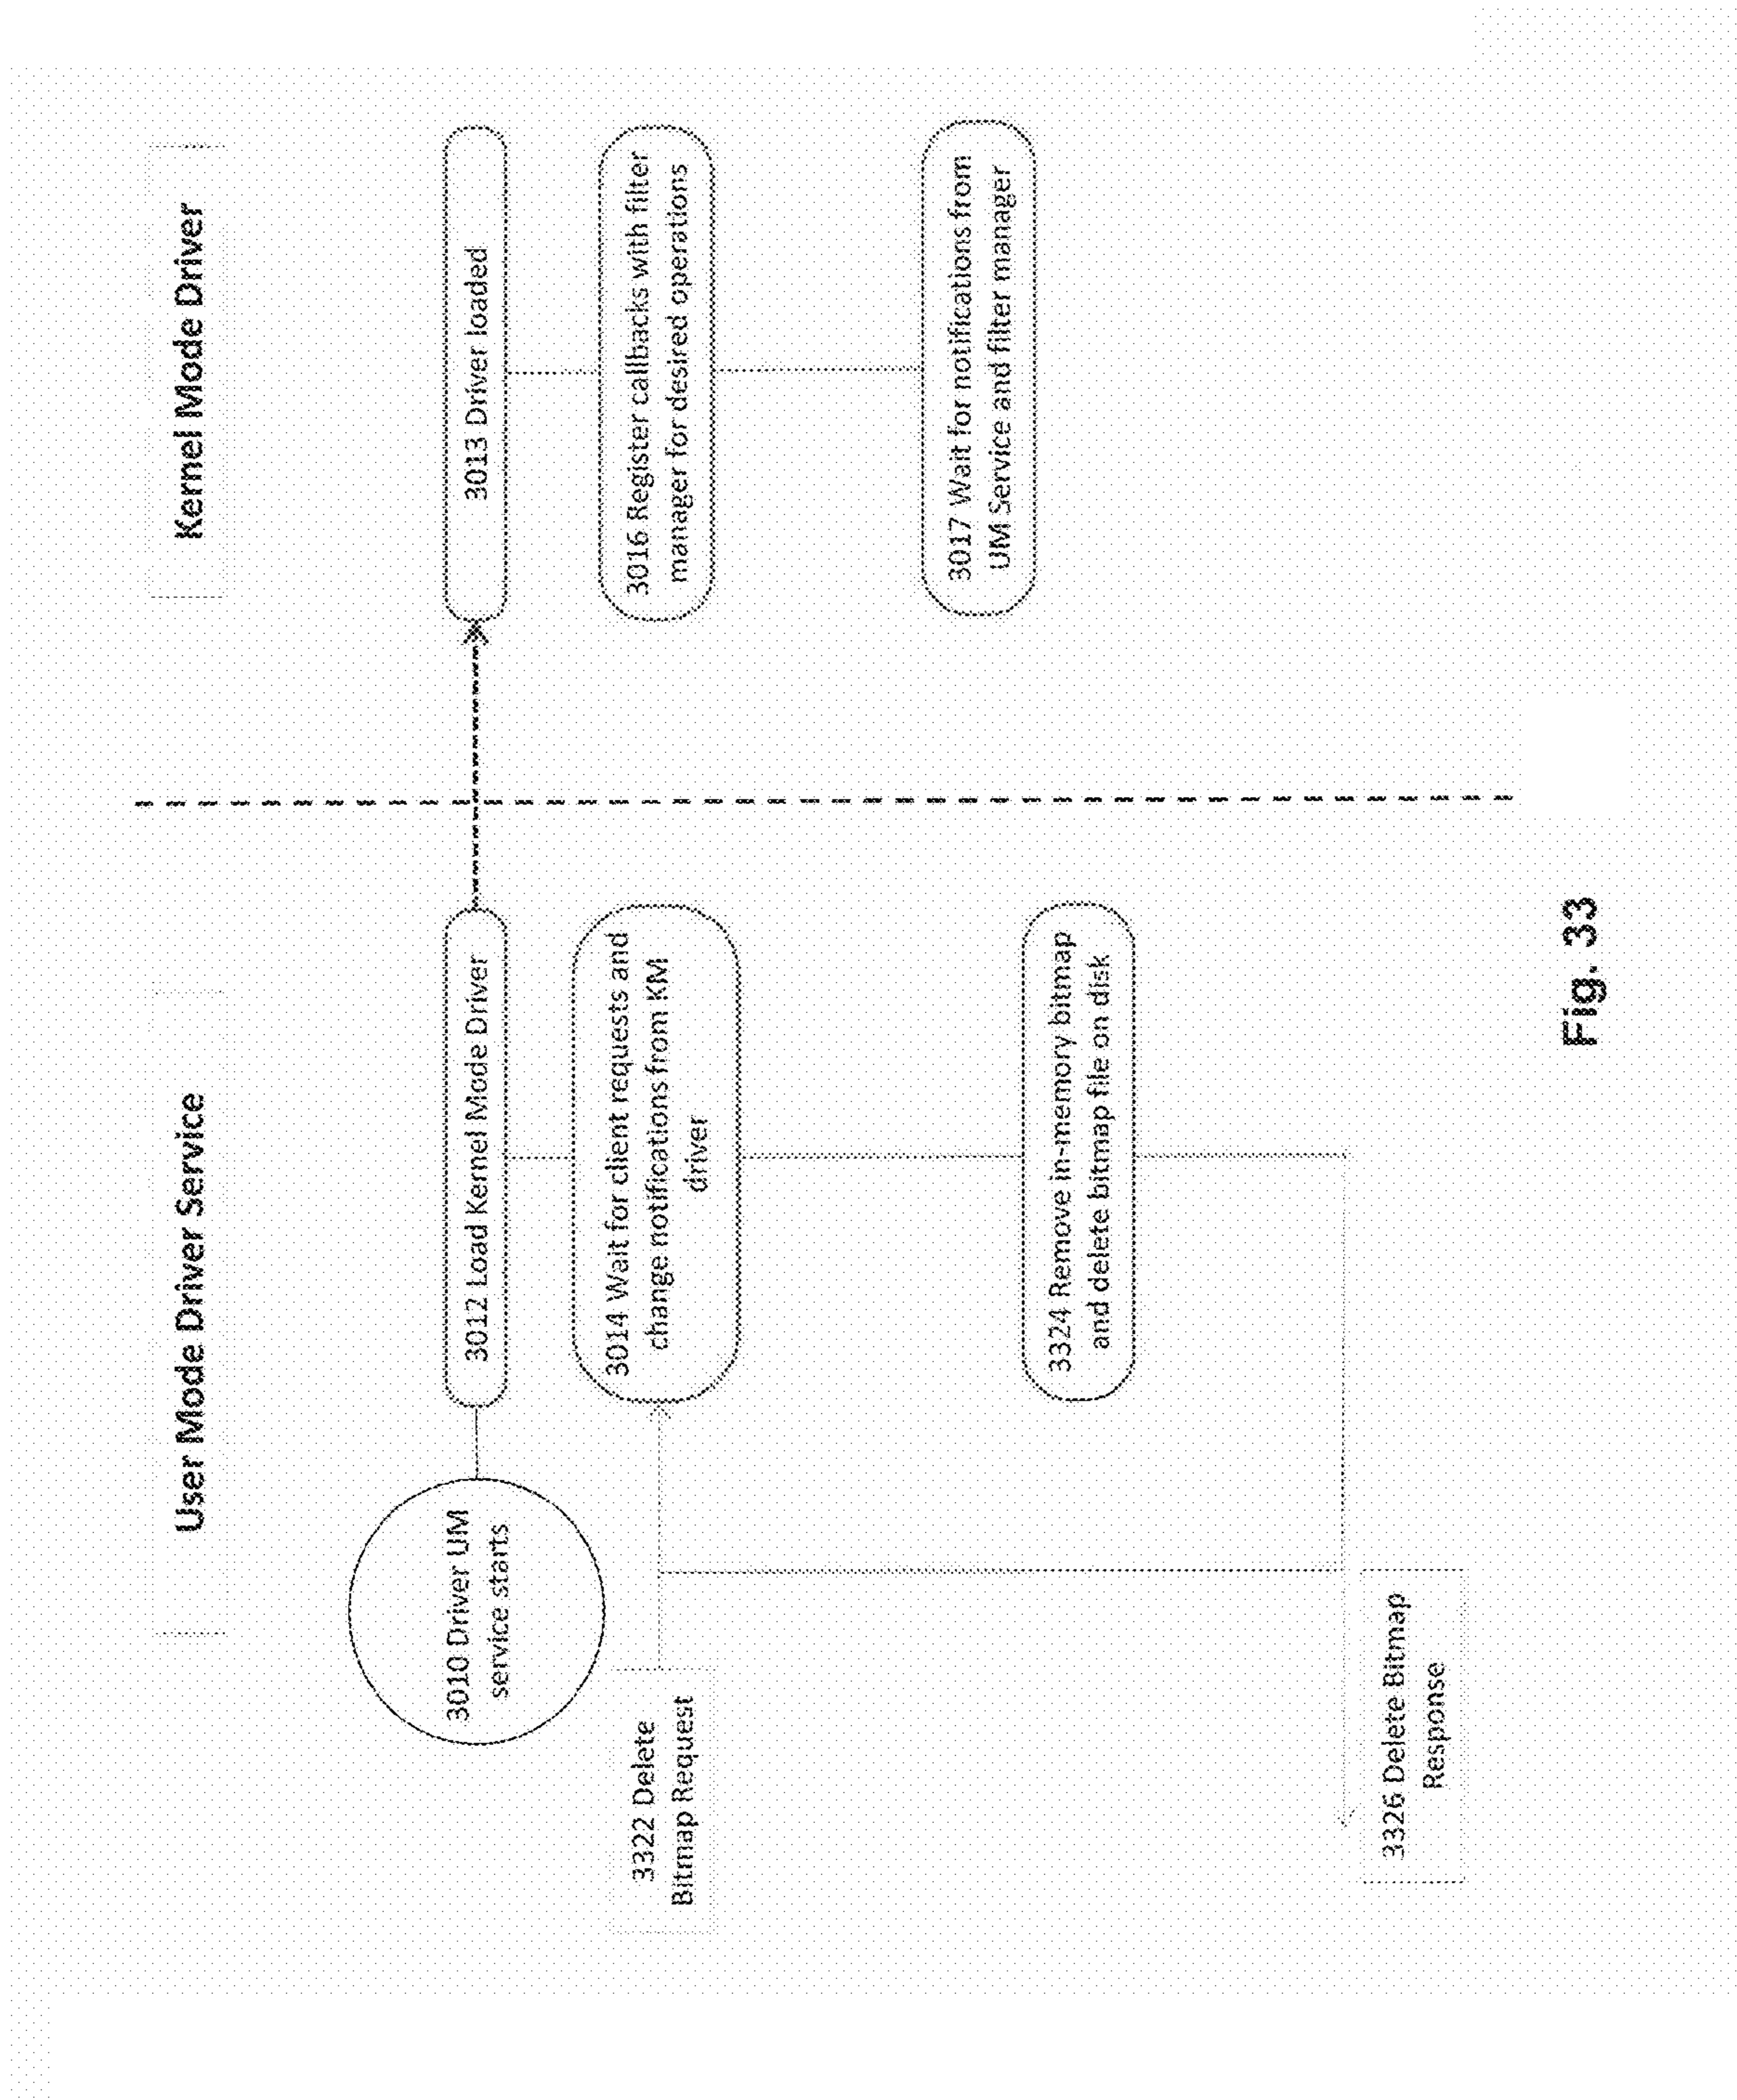 User Mode Driver Service
Kernel Mode Driver
3010 Driver UM
service starts
3012 Load Kernel Mode Driver
3013 Driver loaded
3322 Delete
Bitmap Request
3014 Wait for client requests and
change notifications from KM
driver
3016 Register callbacks with filter
manager for desired operations
3017 Wait for notifications from
UM Service and filter manager
3324 Remove in-memory bitmap
and delete bitmap file on disk
3326 Delete Bitmap
Response
Fig. 33